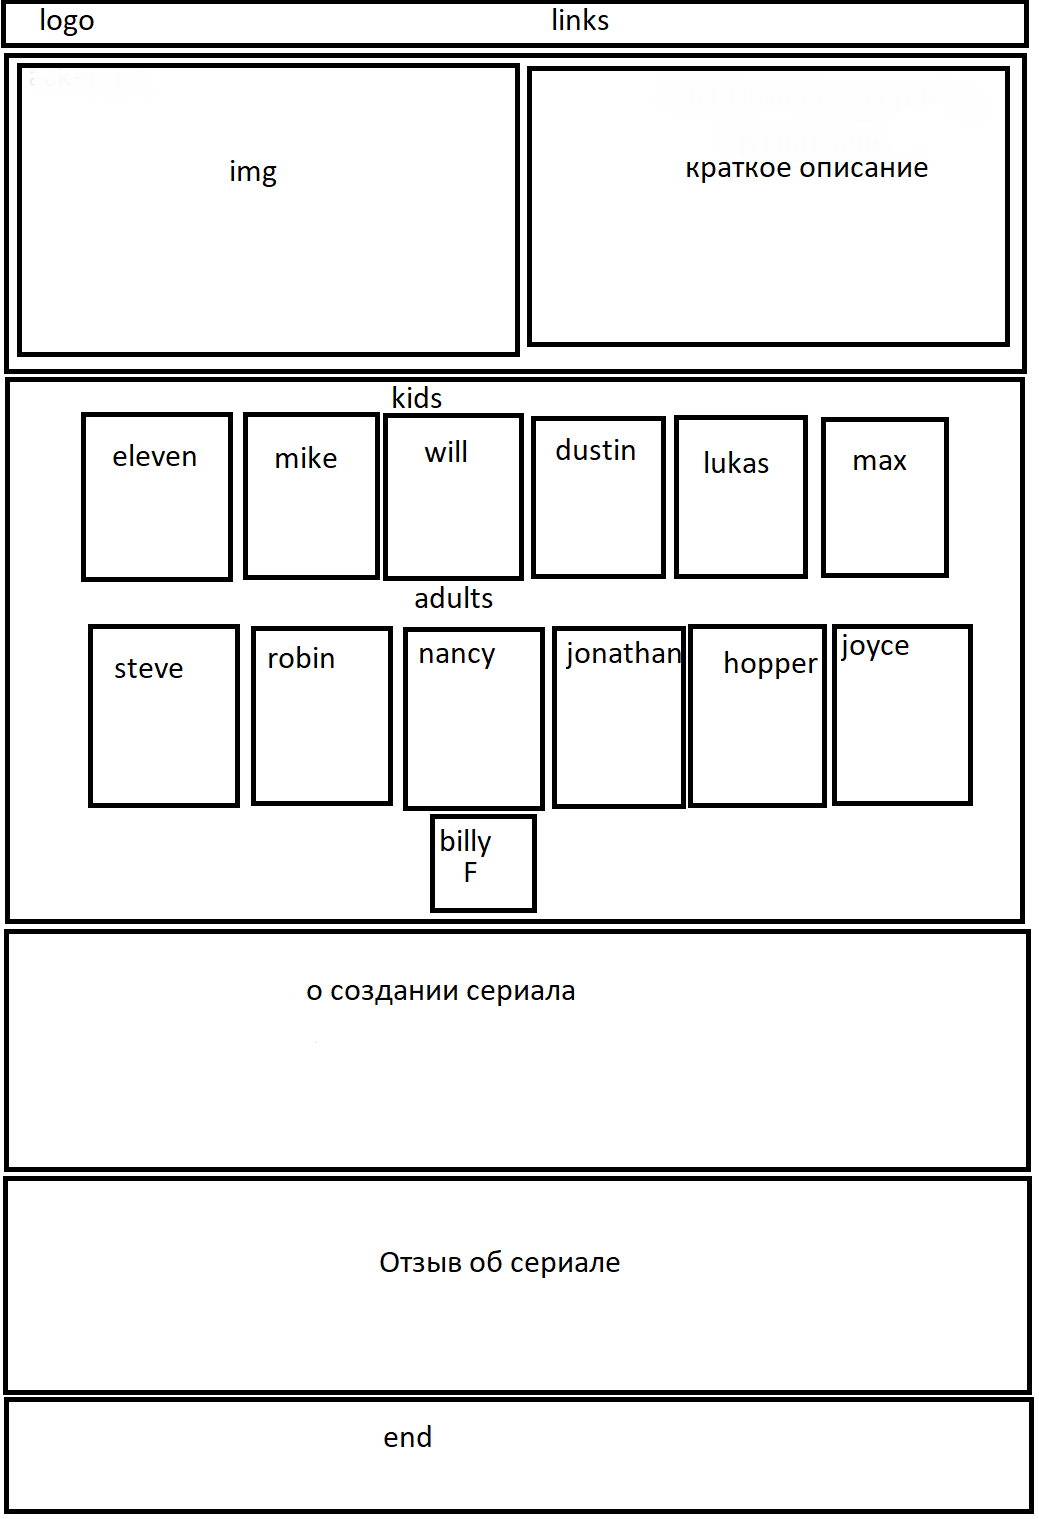 logo
links
img
краткое описание
kids
eleven
mike
will
dustin
lukas
max
adults
steve
robin
nancy
jonathan
hopper
joyce
billy
F
о создании сериала
Отзыв об сериале
end